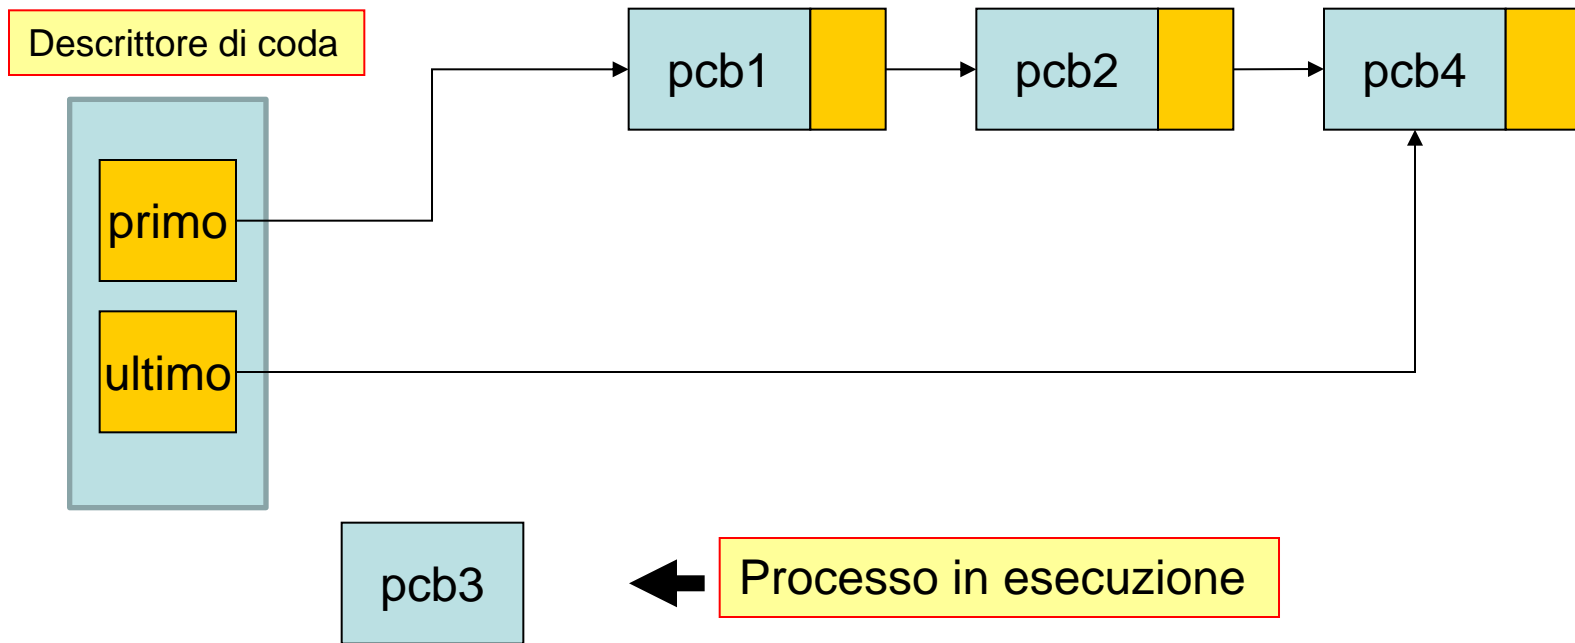 Descrittore di coda
pcb1
pcb2
pcb4
primo
ultimo
pcb3
Processo in esecuzione